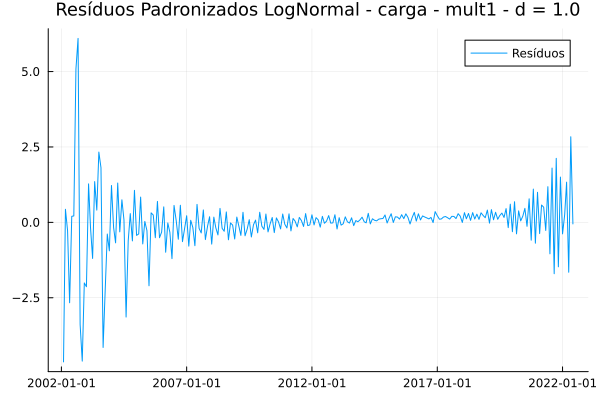 Resíduos Padronizados LogNormal - carga - mult1 - d = 1.0
Resíduos
5.0
2.5
0.0
−2.5
2002-01-01 2007-01-01 2012-01-01 2017-01-01 2022-01-01